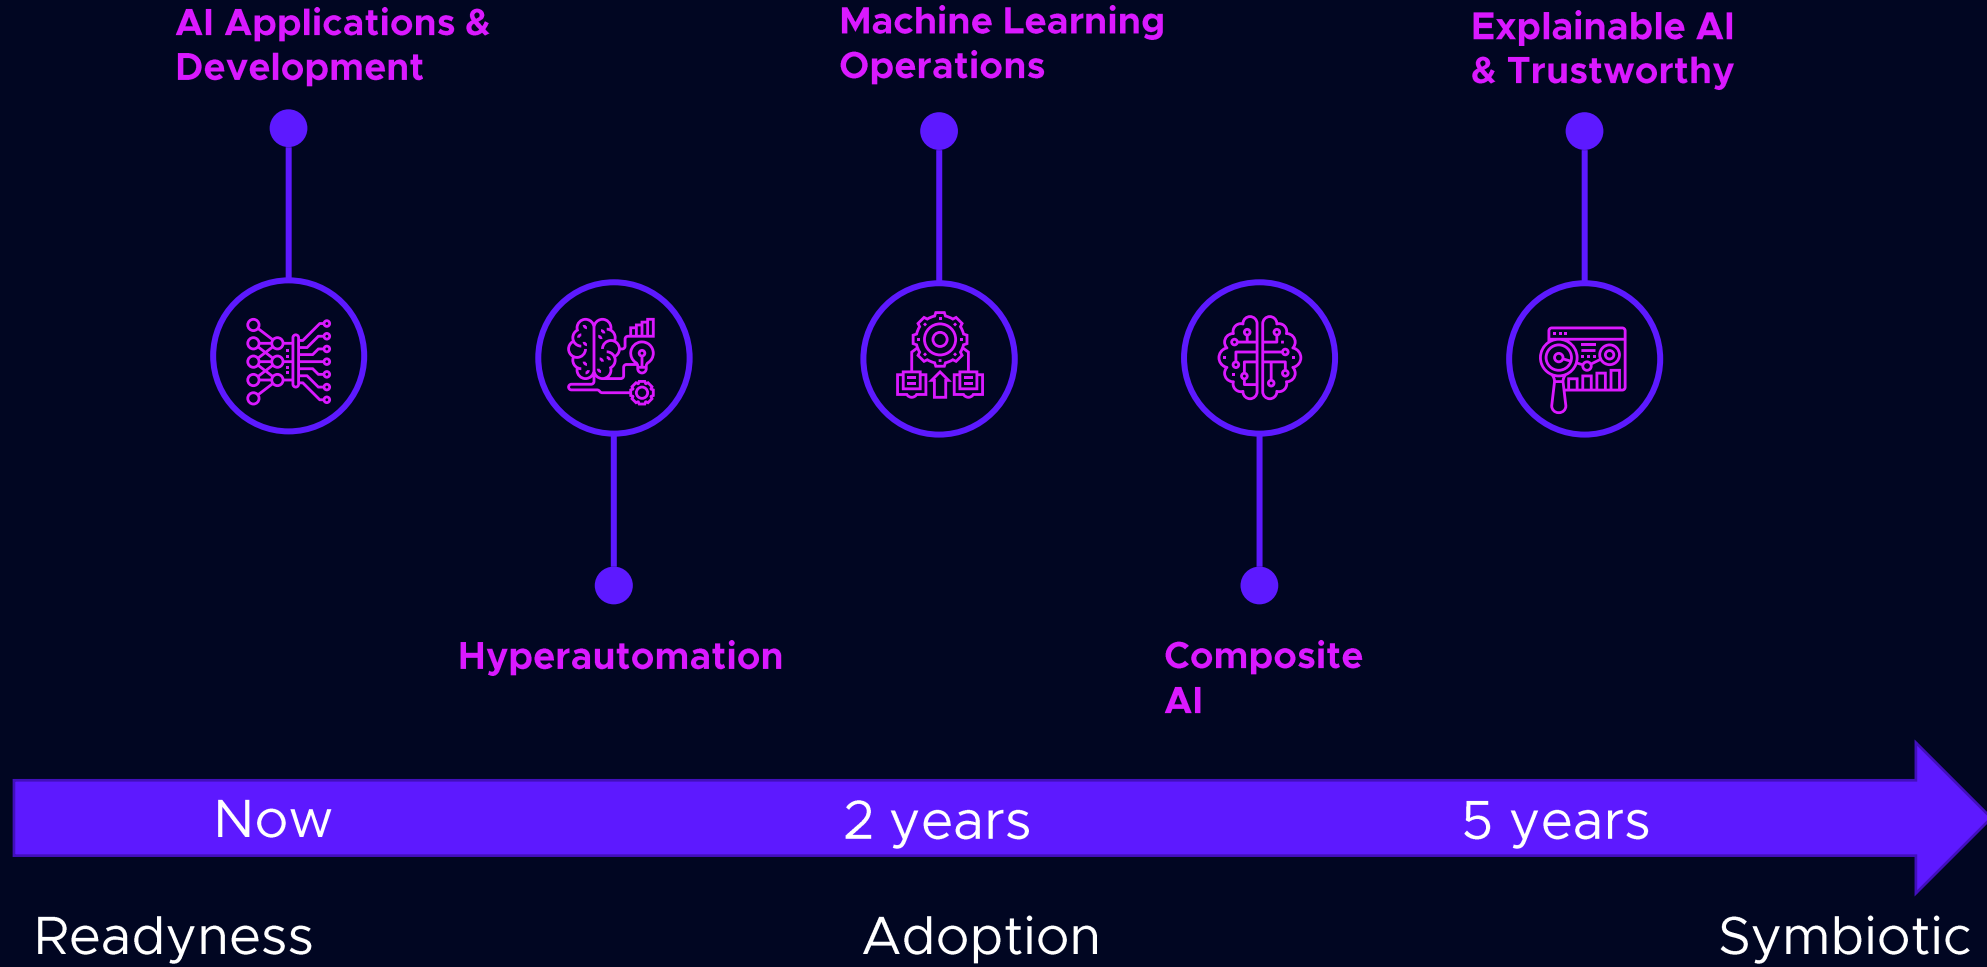 AI Applications &
Development
Machine Learning
Operations
Explainable AI
& Trustworthy
Hyperautomation
Composite
AI
Now
2 years
5 years
Readyness
Adoption
Symbiotic